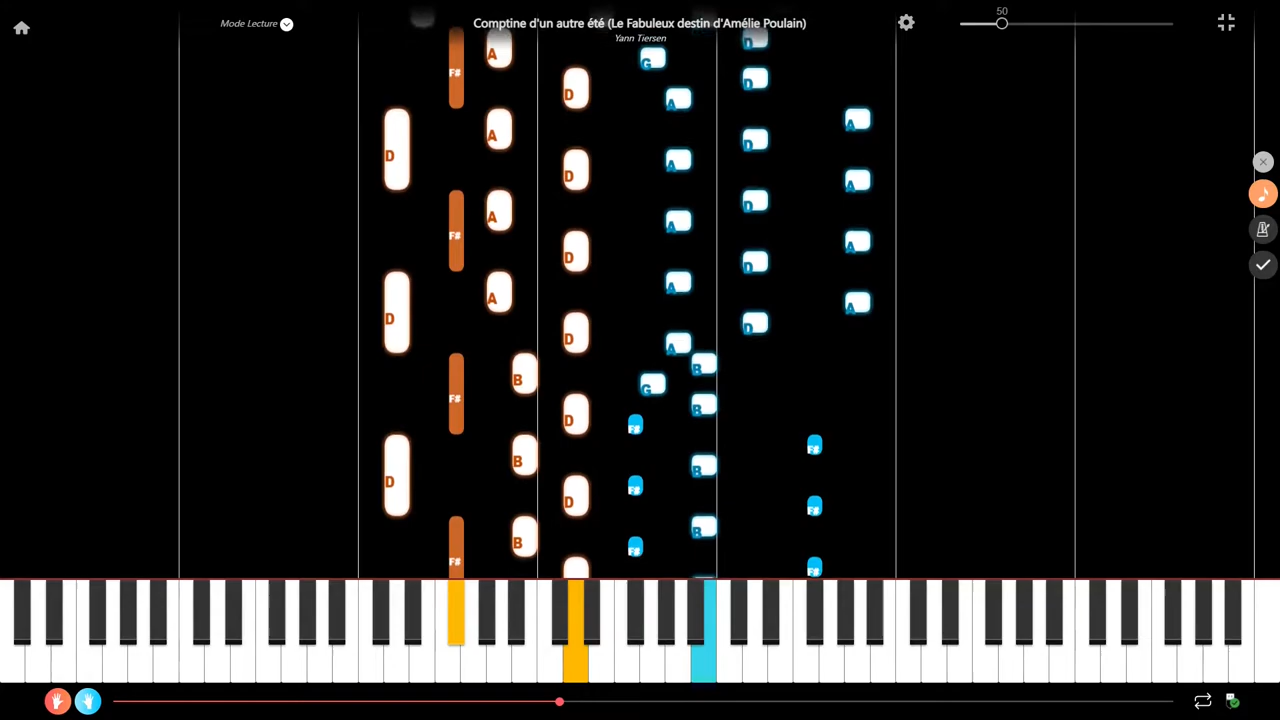 50
Mode Lecture
Comptine d'un autre été (Le Fabuleux destin d'Amélie Poulain)
Yann Tiersen
D
A
G
F#
D
D
A
A
A
D
D
A
D
A
D
A
D
F#
A
A
D
D
A
D
A
A
A
D
D
D
A
B
B
G
F#
B
D
F#
F#
B
B
D
F#
D
B
B
F#
F#
F#